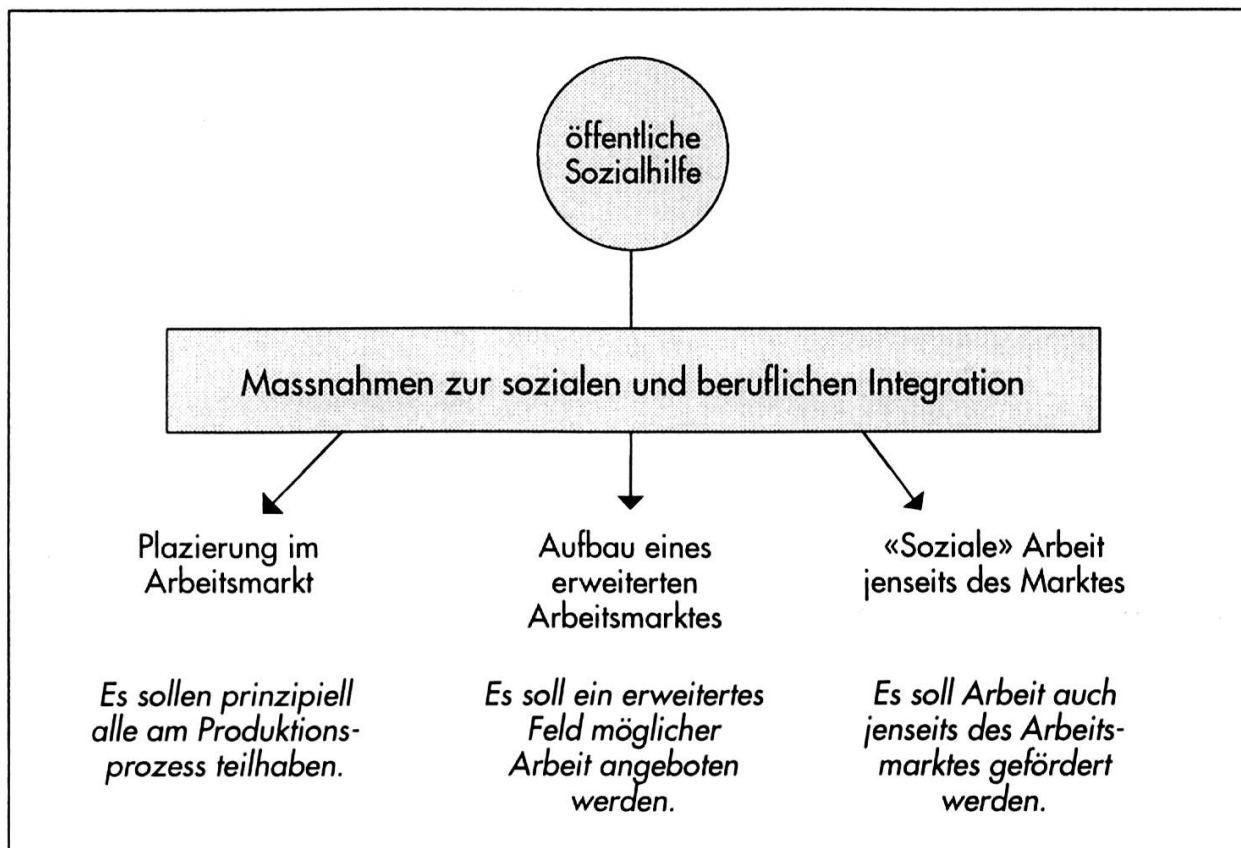 öffentliche
Sozialhilfe
Massnahmen zur sozialen und beruflichen Integration
Plazierung im
Arbeitsmarkt
Es sollen prinzipiell
alle am Produktions-
prozess teilhaben.
Aufbau eines
erweiterten
Arbeitsmarktes
Es soll ein erweitertes
Feld möglicher
Arbeit angeboten
werden.
«Soziale» Arbeit
jenseits des Marktes
Es soll Arbeit auch
jenseits des Arbeits-
marktes gefördert
werden.